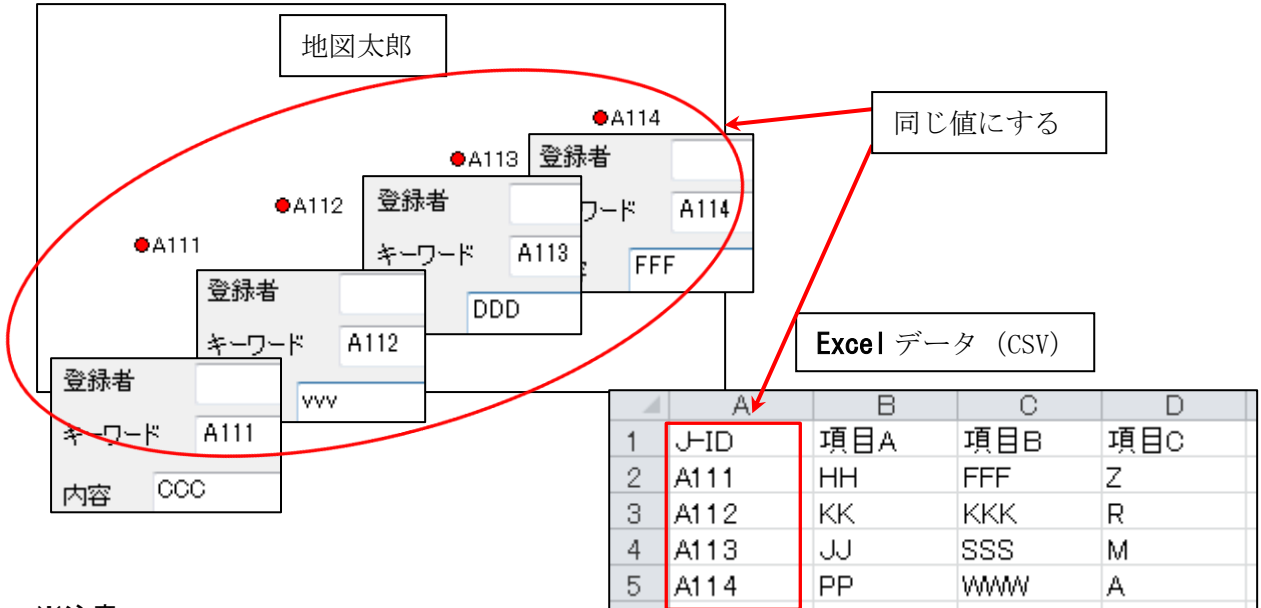 地図太郎
同じ値にする
●A114
●A113
●A112
●A111
登録者
ワード A114
FFF
登録者
キーワード A113
DDD
登録者
キーワード A112
vvv
登録者
キーワード A111
内容 CCC
Excel データ (CSV)
A B C D
1 J-ID 項目A 項目B 項目C
2 A111 HH FFF Z
3 A112 KK KKK R
4 A113 JJ SSS M
5 A114 PP WWW A